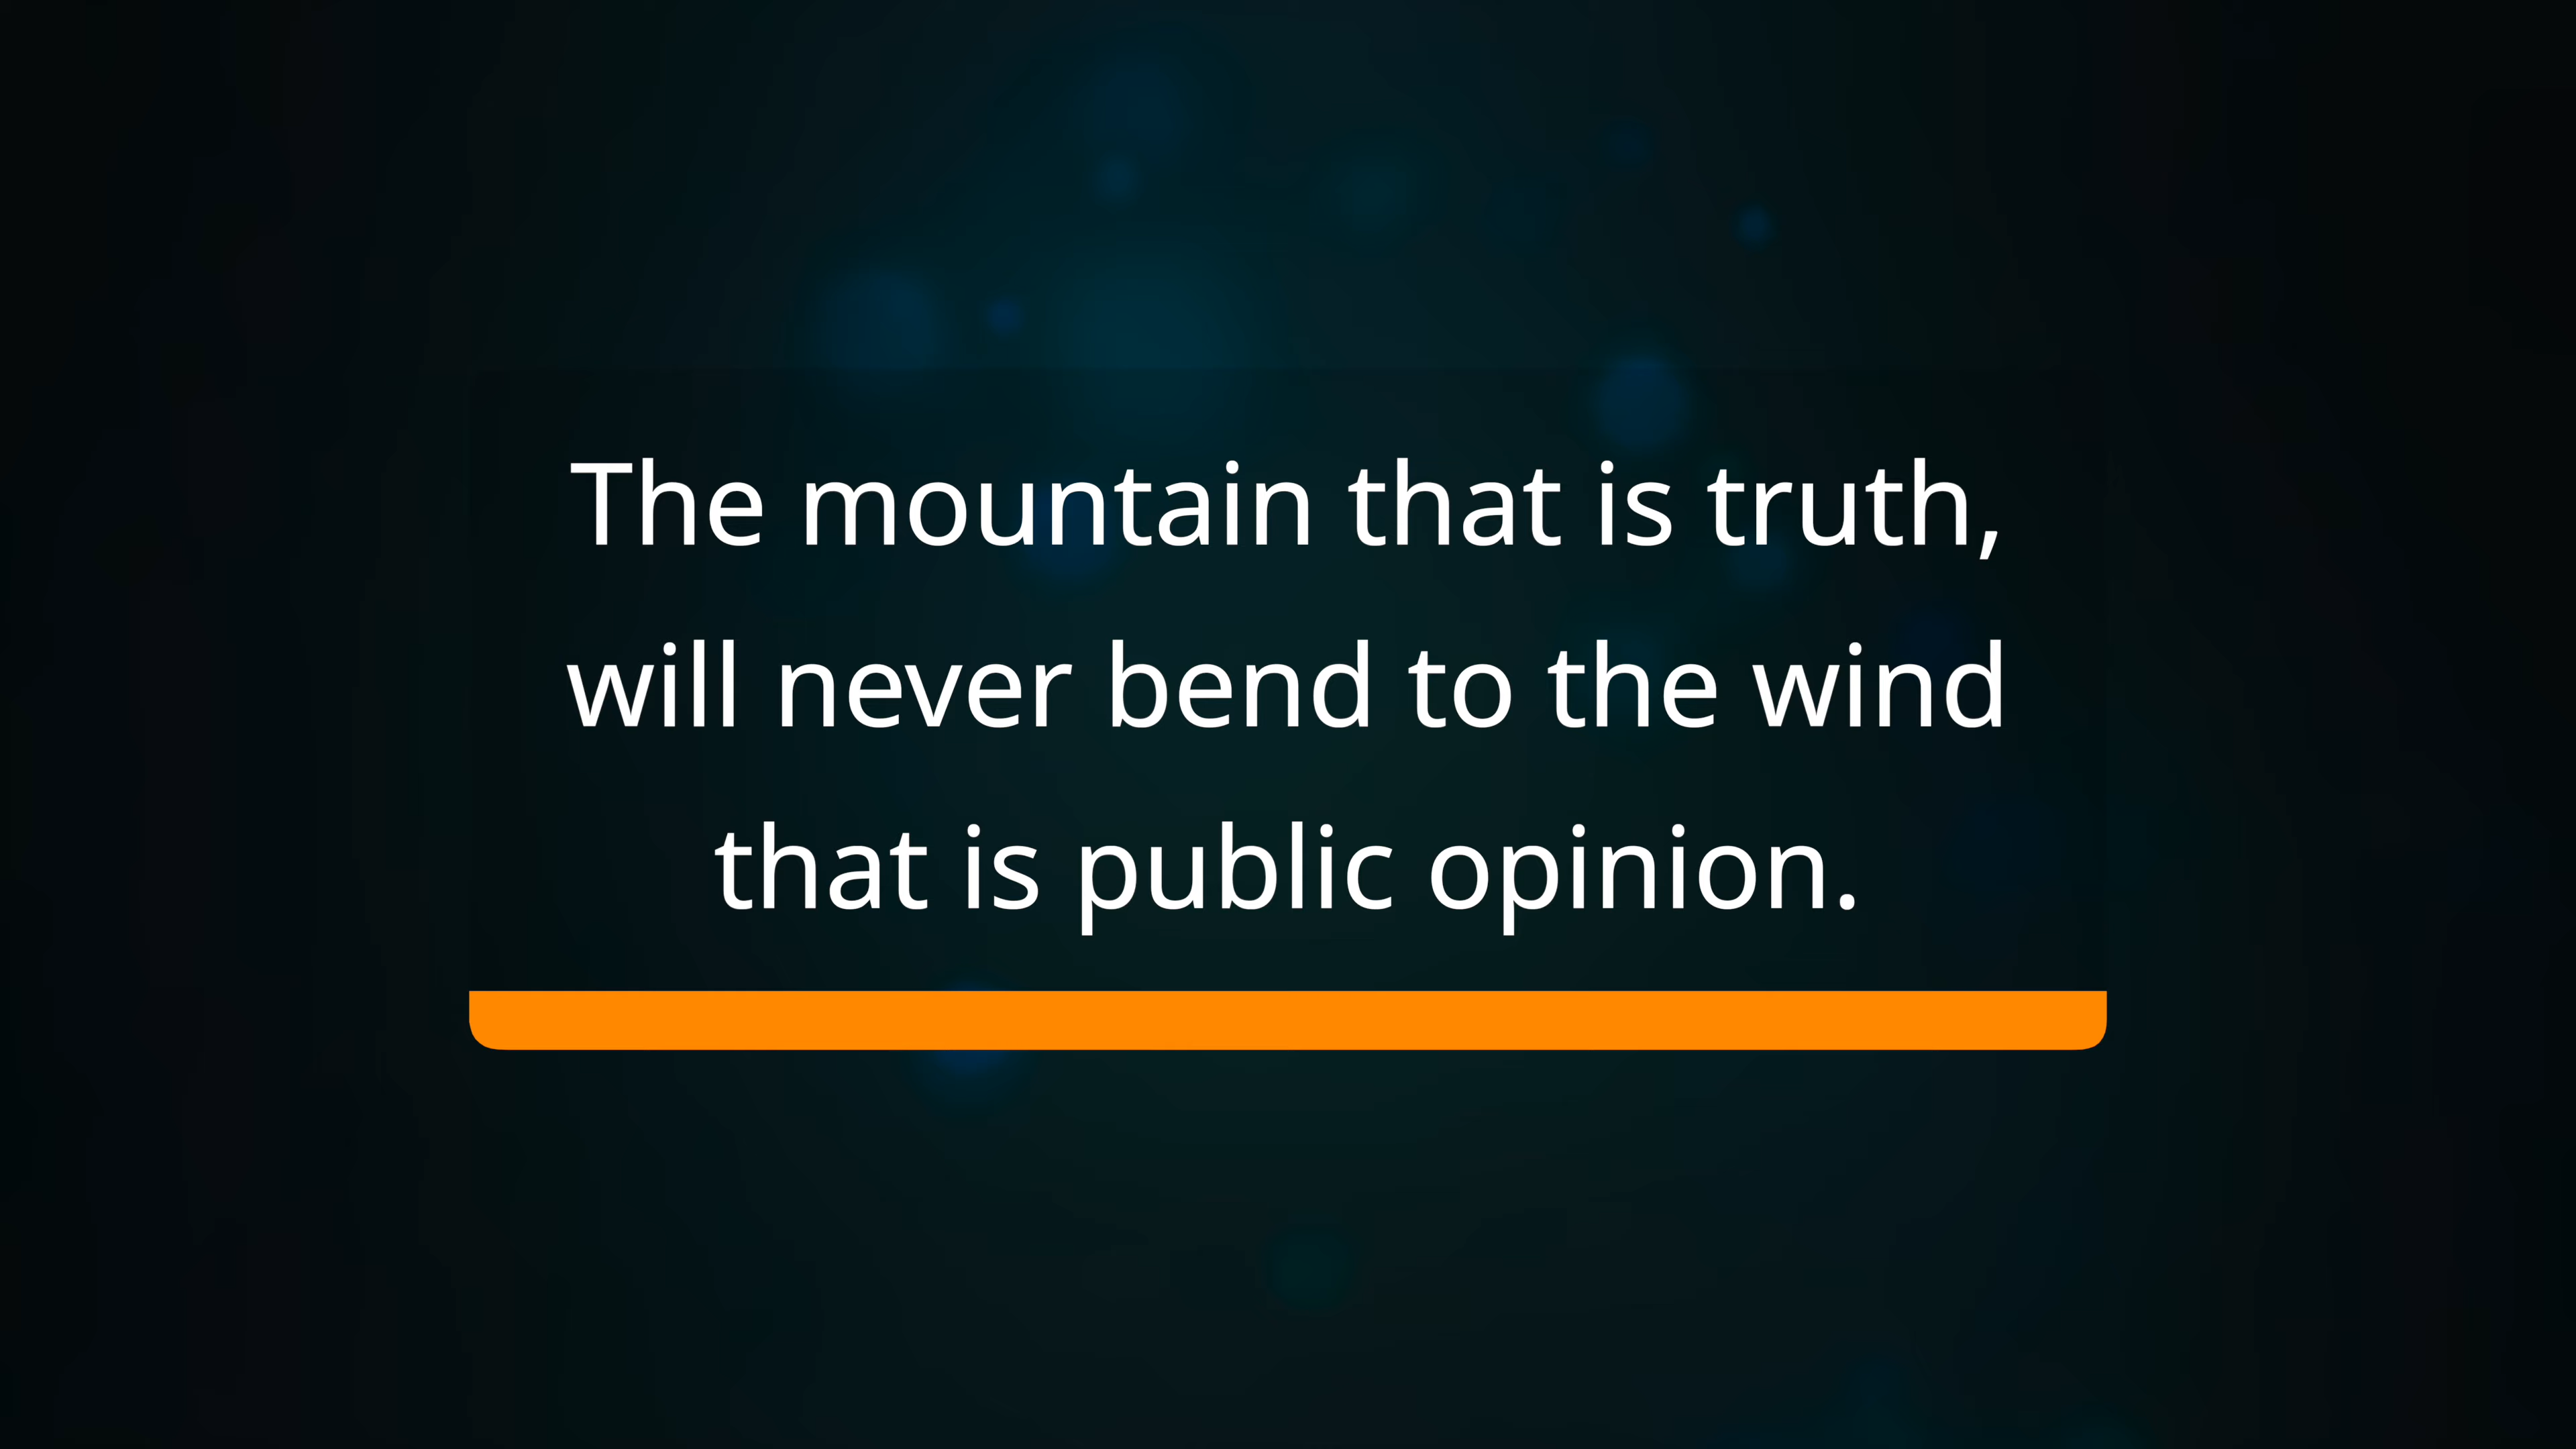 The mountain that is truth,
will never bend to the wind
that is public opinion.